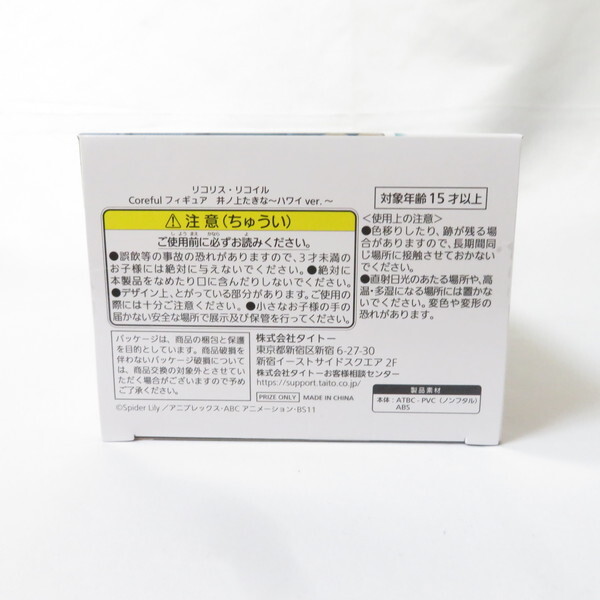 リコリス・リコイル
Coreful フィギュア　井ノ上たきな～ハワイ ver.～
対象年齢15才以上
⚠注意(ちゅうい)
ご使用前に必ずお読みください。
●誤飲等の事故の恐れがありますので、3才未満の
お子様には絶対に与えないでください。●絶対に
本製品をなめたり口に含んだりしないでください。
●デザイン上、とがっている部分があります。ご使用の
際には十分ご注意ください。●小さなお子様の手の
届かない安全な場所で展示及び保管を行ってください。
＜使用上の注意＞
●色移りしたり、跡が残る場
合がありますので、長期間同
じ場所に接触させておかない
でください。
●直射日光のあたる場所や、高
温・多湿になる場所には置かな
いでください。変色や変形の
恐れがあります。
パッケージは、商品の梱包と保護
を目的としています。商品破損を
伴わないパッケージ破損について
は、商品交換の対象外とさせていた
だく場合がございますので予め
ご了承ください。
株式会社タイトー
東京都新宿区新宿 6-27-30
新宿イーストサイドスクエア 2F
株式会社タイトーお客様相談センター
https://support.taito.co.jp/
PRIZE ONLY MADE IN CHINA
製品素材
本体：ATBC-PVC（ノンフタル）
ABS
©Spider Lily／アニプレックス・ABC アニメーション・BS11